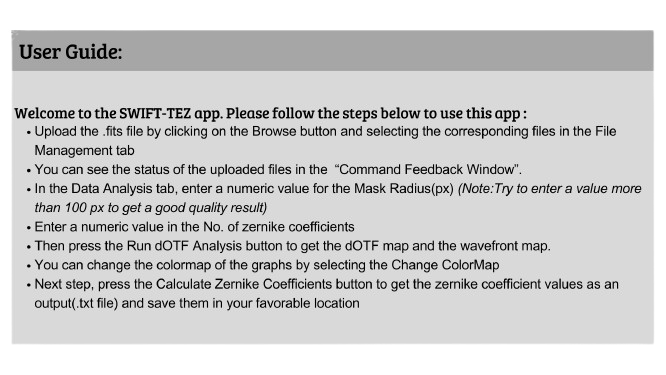 User Guide:
Welcome to the SWIFT-TEZ app. Please follow the steps below to use this app :
• Upload the .fits file by clicking on the Browse button and selecting the corresponding files in the File
Management tab
• You can see the status of the uploaded files in the “Command Feedback Window”.
• In the Data Analysis tab, enter a numeric value for the Mask Radius(px) (Note:Try to enter a value more
than 100 px to get a good quality result)
• Enter a numeric value in the No. of zernike coefficients
• Then press the Run dOTF Analysis button to get the dOTF map and the wavefront map.
• You can change the colormap of the graphs by selecting the Change ColorMap
• Next step, press the Calculate Zernike Coefficients button to get the zernike coefficient values as an
output(.txt file) and save them in your favorable location